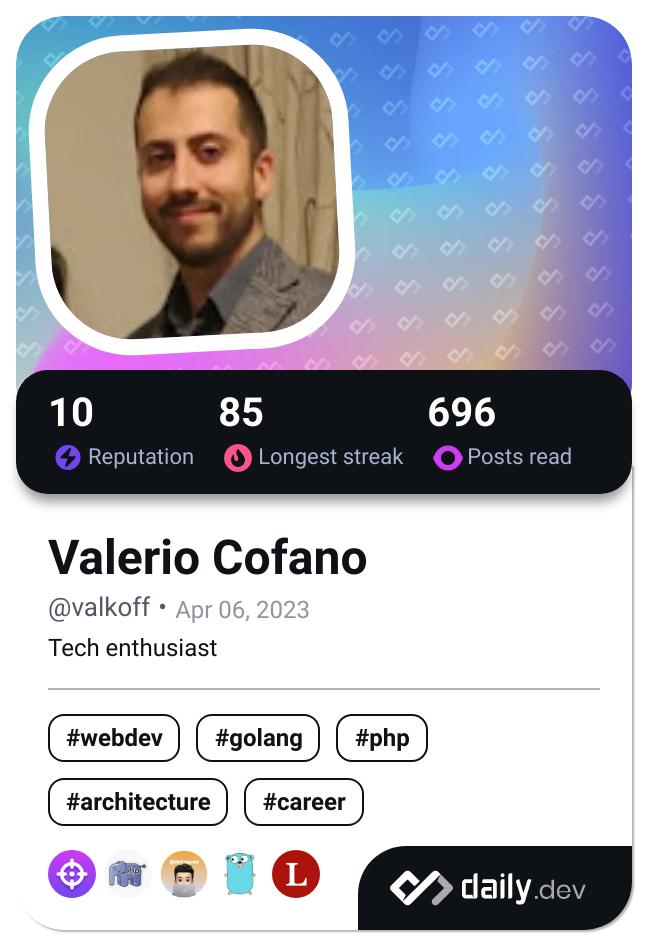 10 85 696
Reputation Longest streak Posts read
Valerio Cofano
@valkoff • Apr 06, 2023
Tech enthusiast
#webdev #golang #php
#architecture #career
php L
daily.dev